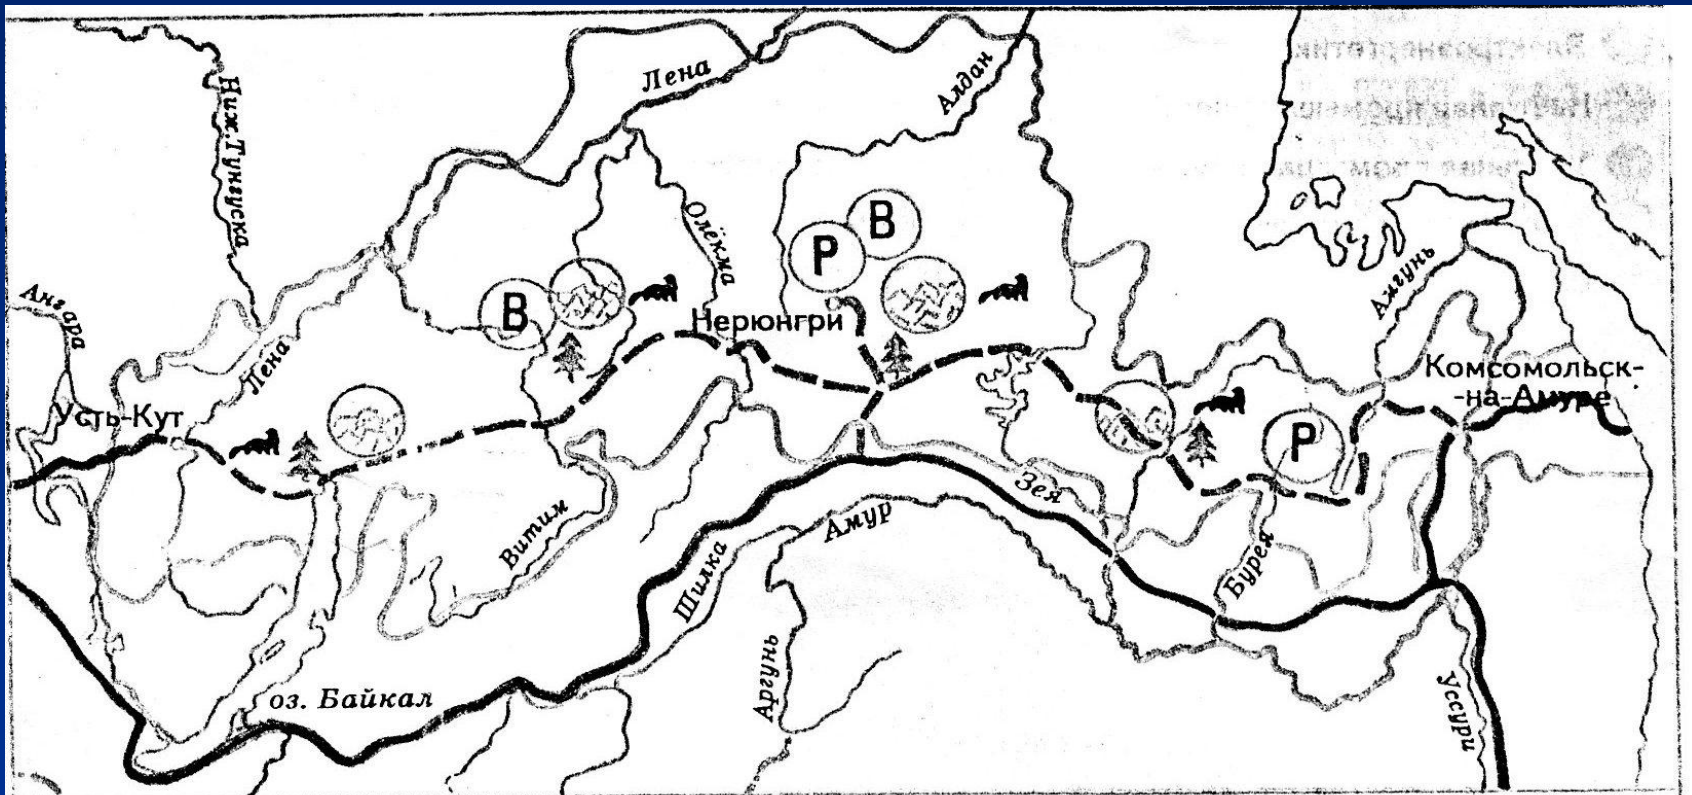 Лена
Алдан
Ниж. Тунгуска
Олёкма
В
Р
В
Ангара
Амгунь
Нерюнгри
Лена
Комсомольск-
-на-Амуре
Усть-Кут
Р
Витим
Зея
Амур
Шилка
Бурея
Аргунь
оз. Байкал
Уссури